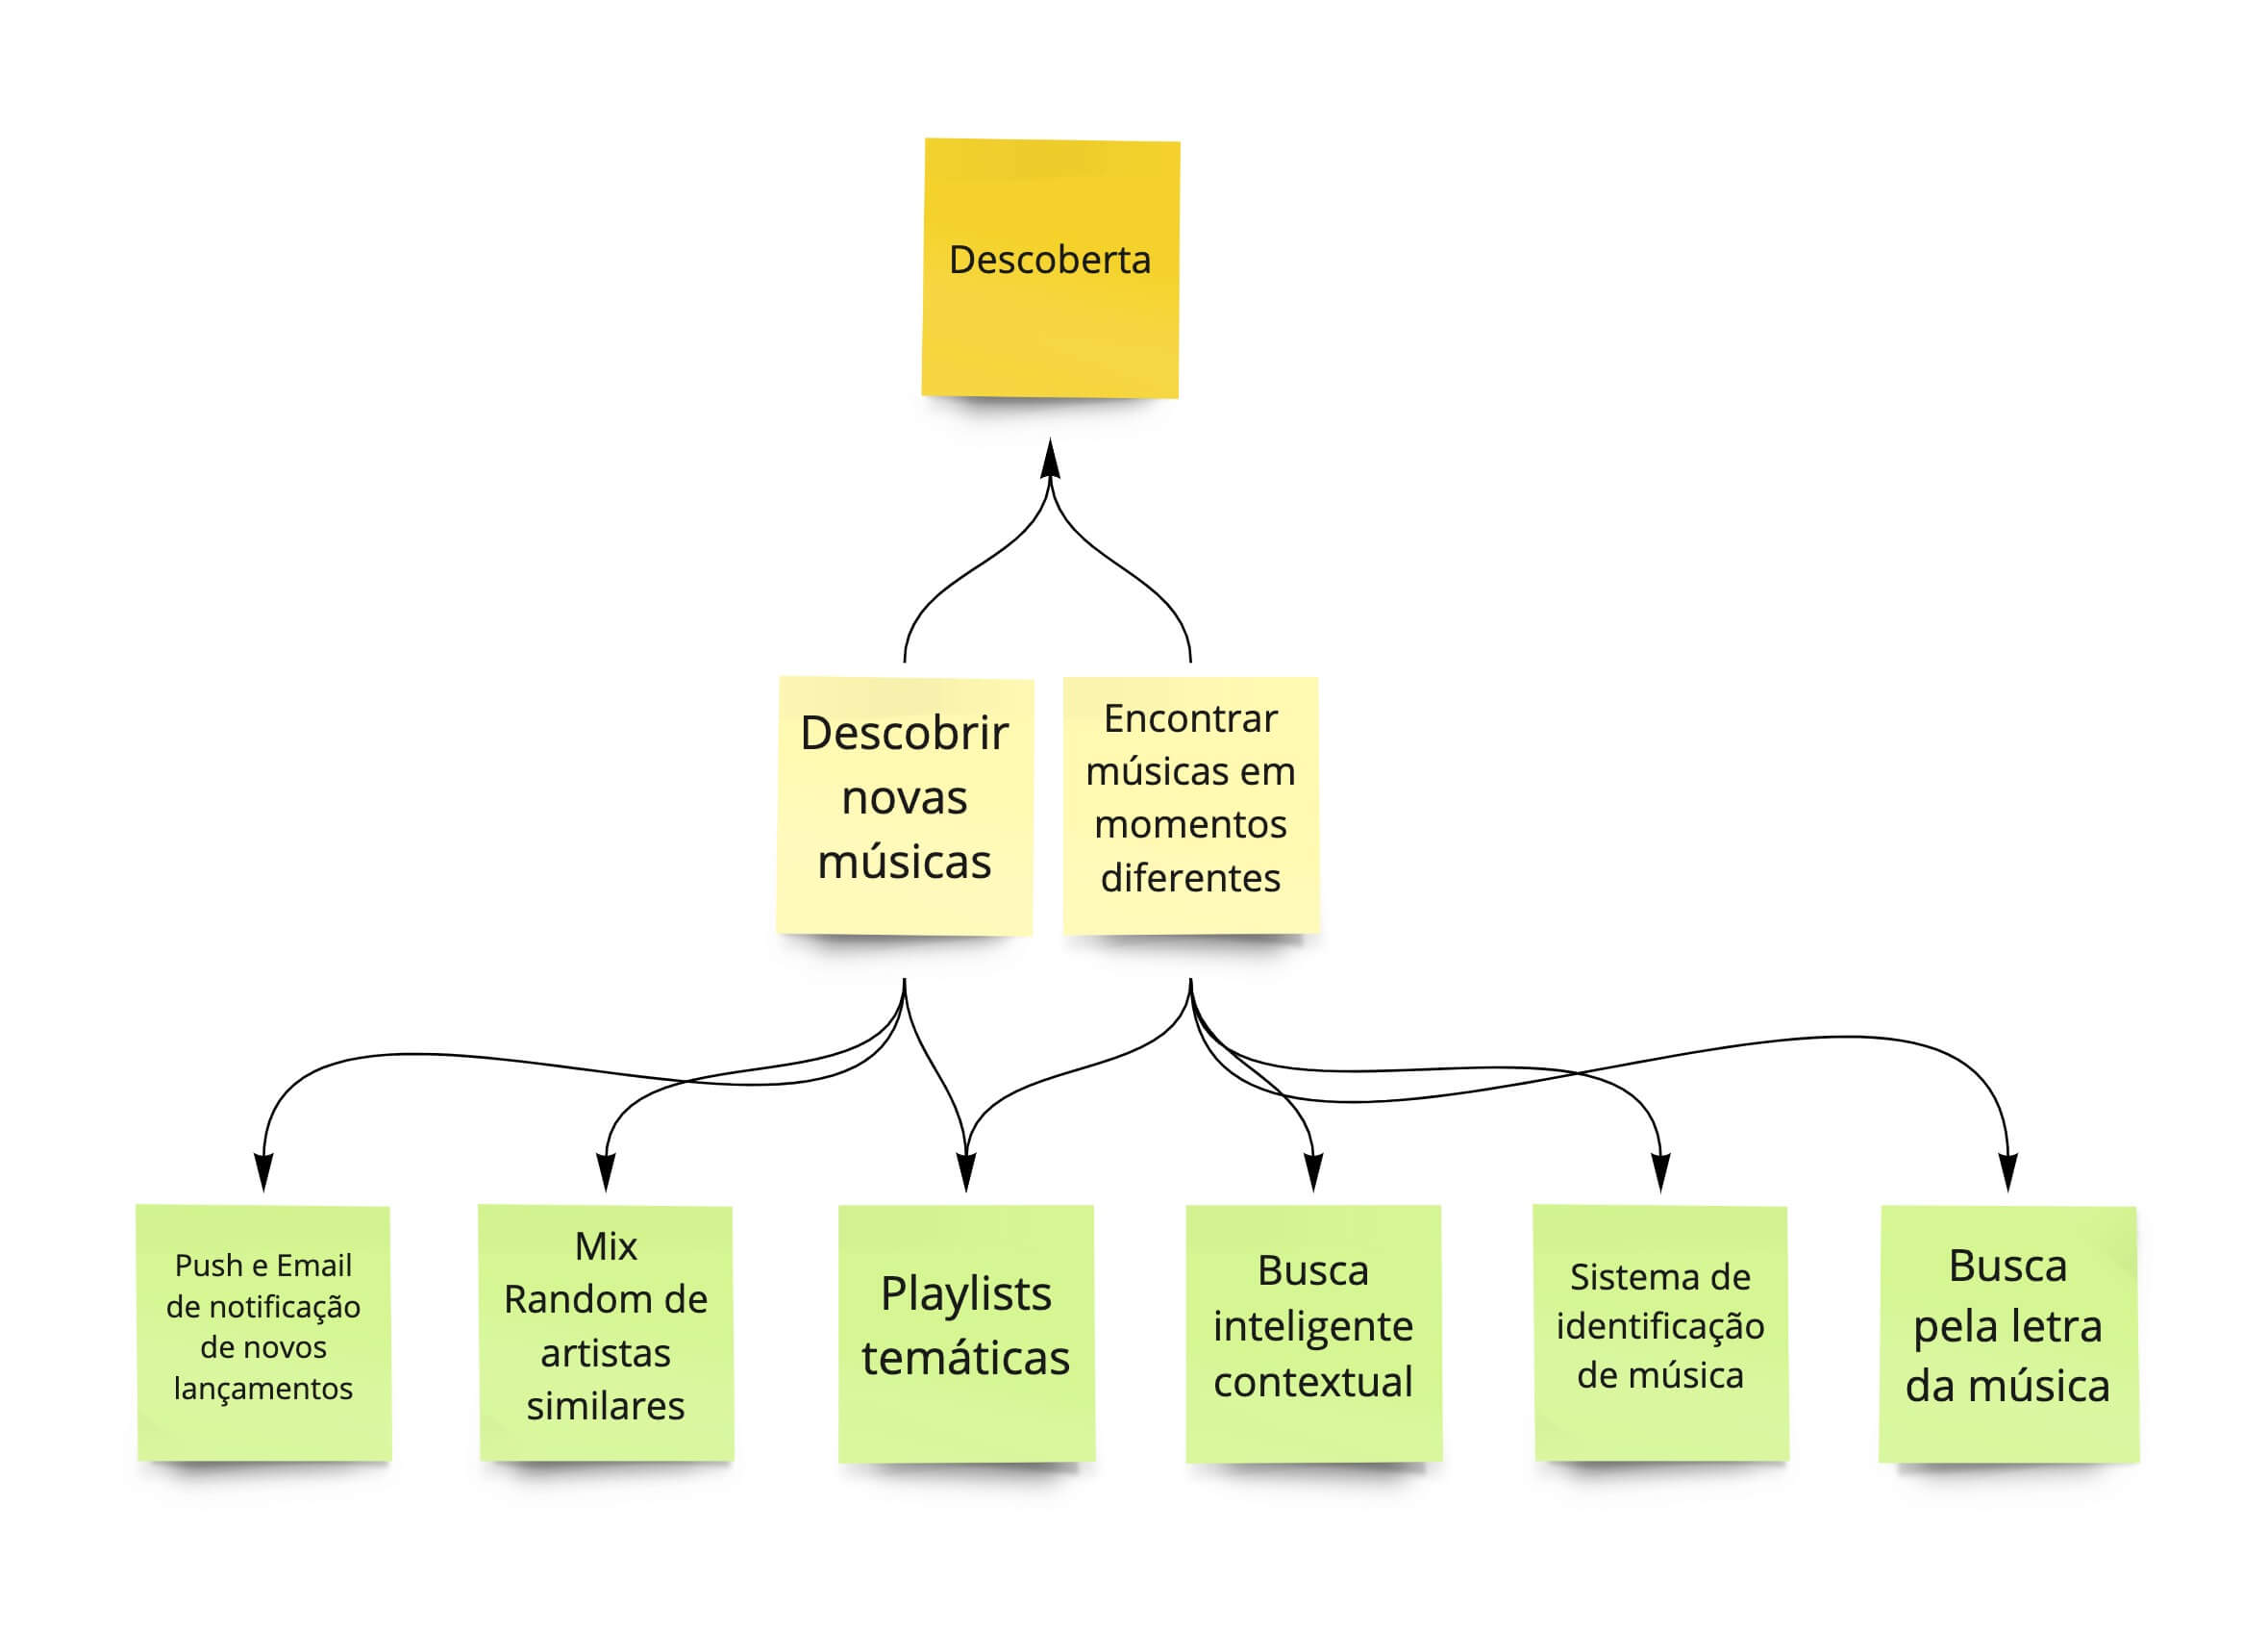 Descoberta
Descobrir
novas
músicas
Encontrar
músicas em
momentos
diferentes
Push e Email
de notificação
de novos
lançamentos
Mix
Random de
artistas
similares
Playlists
temáticas
Busca
inteligente
contextual
Sistema de
identificação
de música
Busca
pela letra
da música